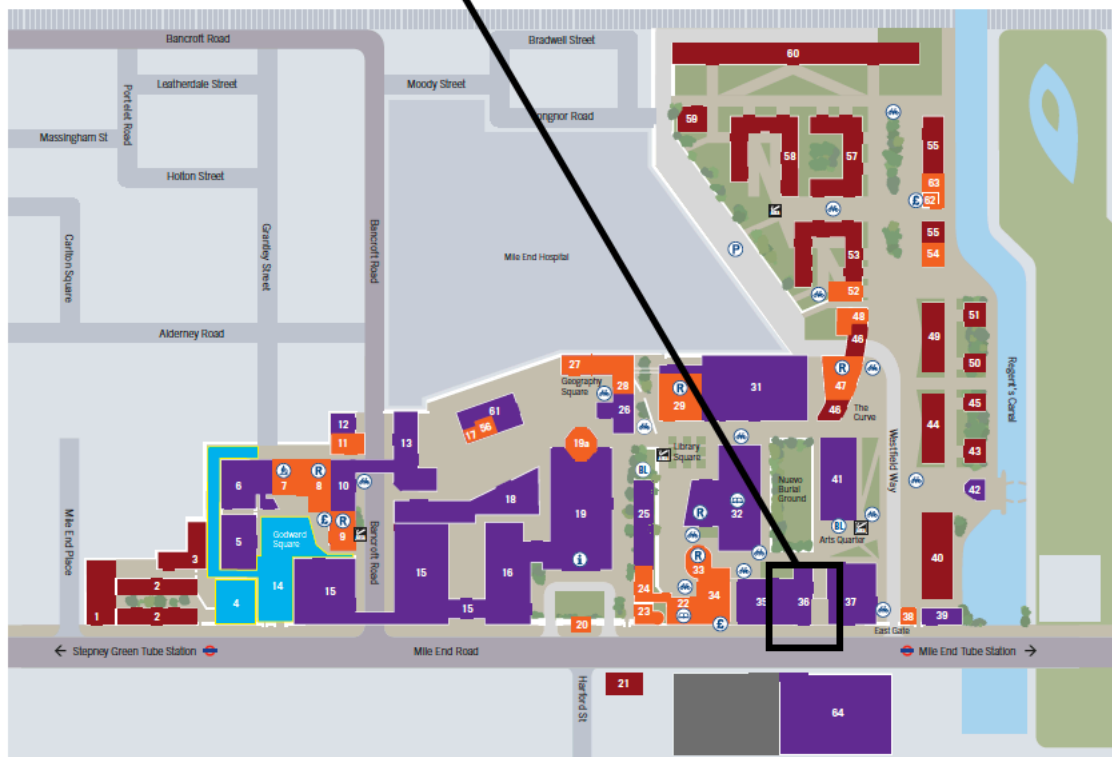 Bancroft Road
Bradwell Street
60
Leatherdale Street
Moody Street
Portelet Road
ongnor Road
59
58
57
55
Massingham St
63
Holton Street
£
62
55
54
53
P
Carlton Square
Grantley Street
Bancroft Road
Mile End Hospital
52
48
51
Alderney Road
46
49
50
27
Geography
Square
28
R
31
R
47
Regent's Canal
61
26
29
46
The
Curve
45
12
11
17
56
13
19a
44
43
Library
Square
BL
6
7
R
8
10
18
19
25
R
32
Nuevo
Burial
Ground
41
Westfield Way
42
£
R
9
5
Godward
Square
BL
Arts Quarter
Mile End Place
3
Bancroft Road
15
16
i
R
33
40
2
14
15
24
34
4
15
22
35
36
37
1
2
20
23
£
38
39
East Gate
← Stepney Green Tube Station
Mile End Road
Mile End Tube Station →
Harford St
21
64